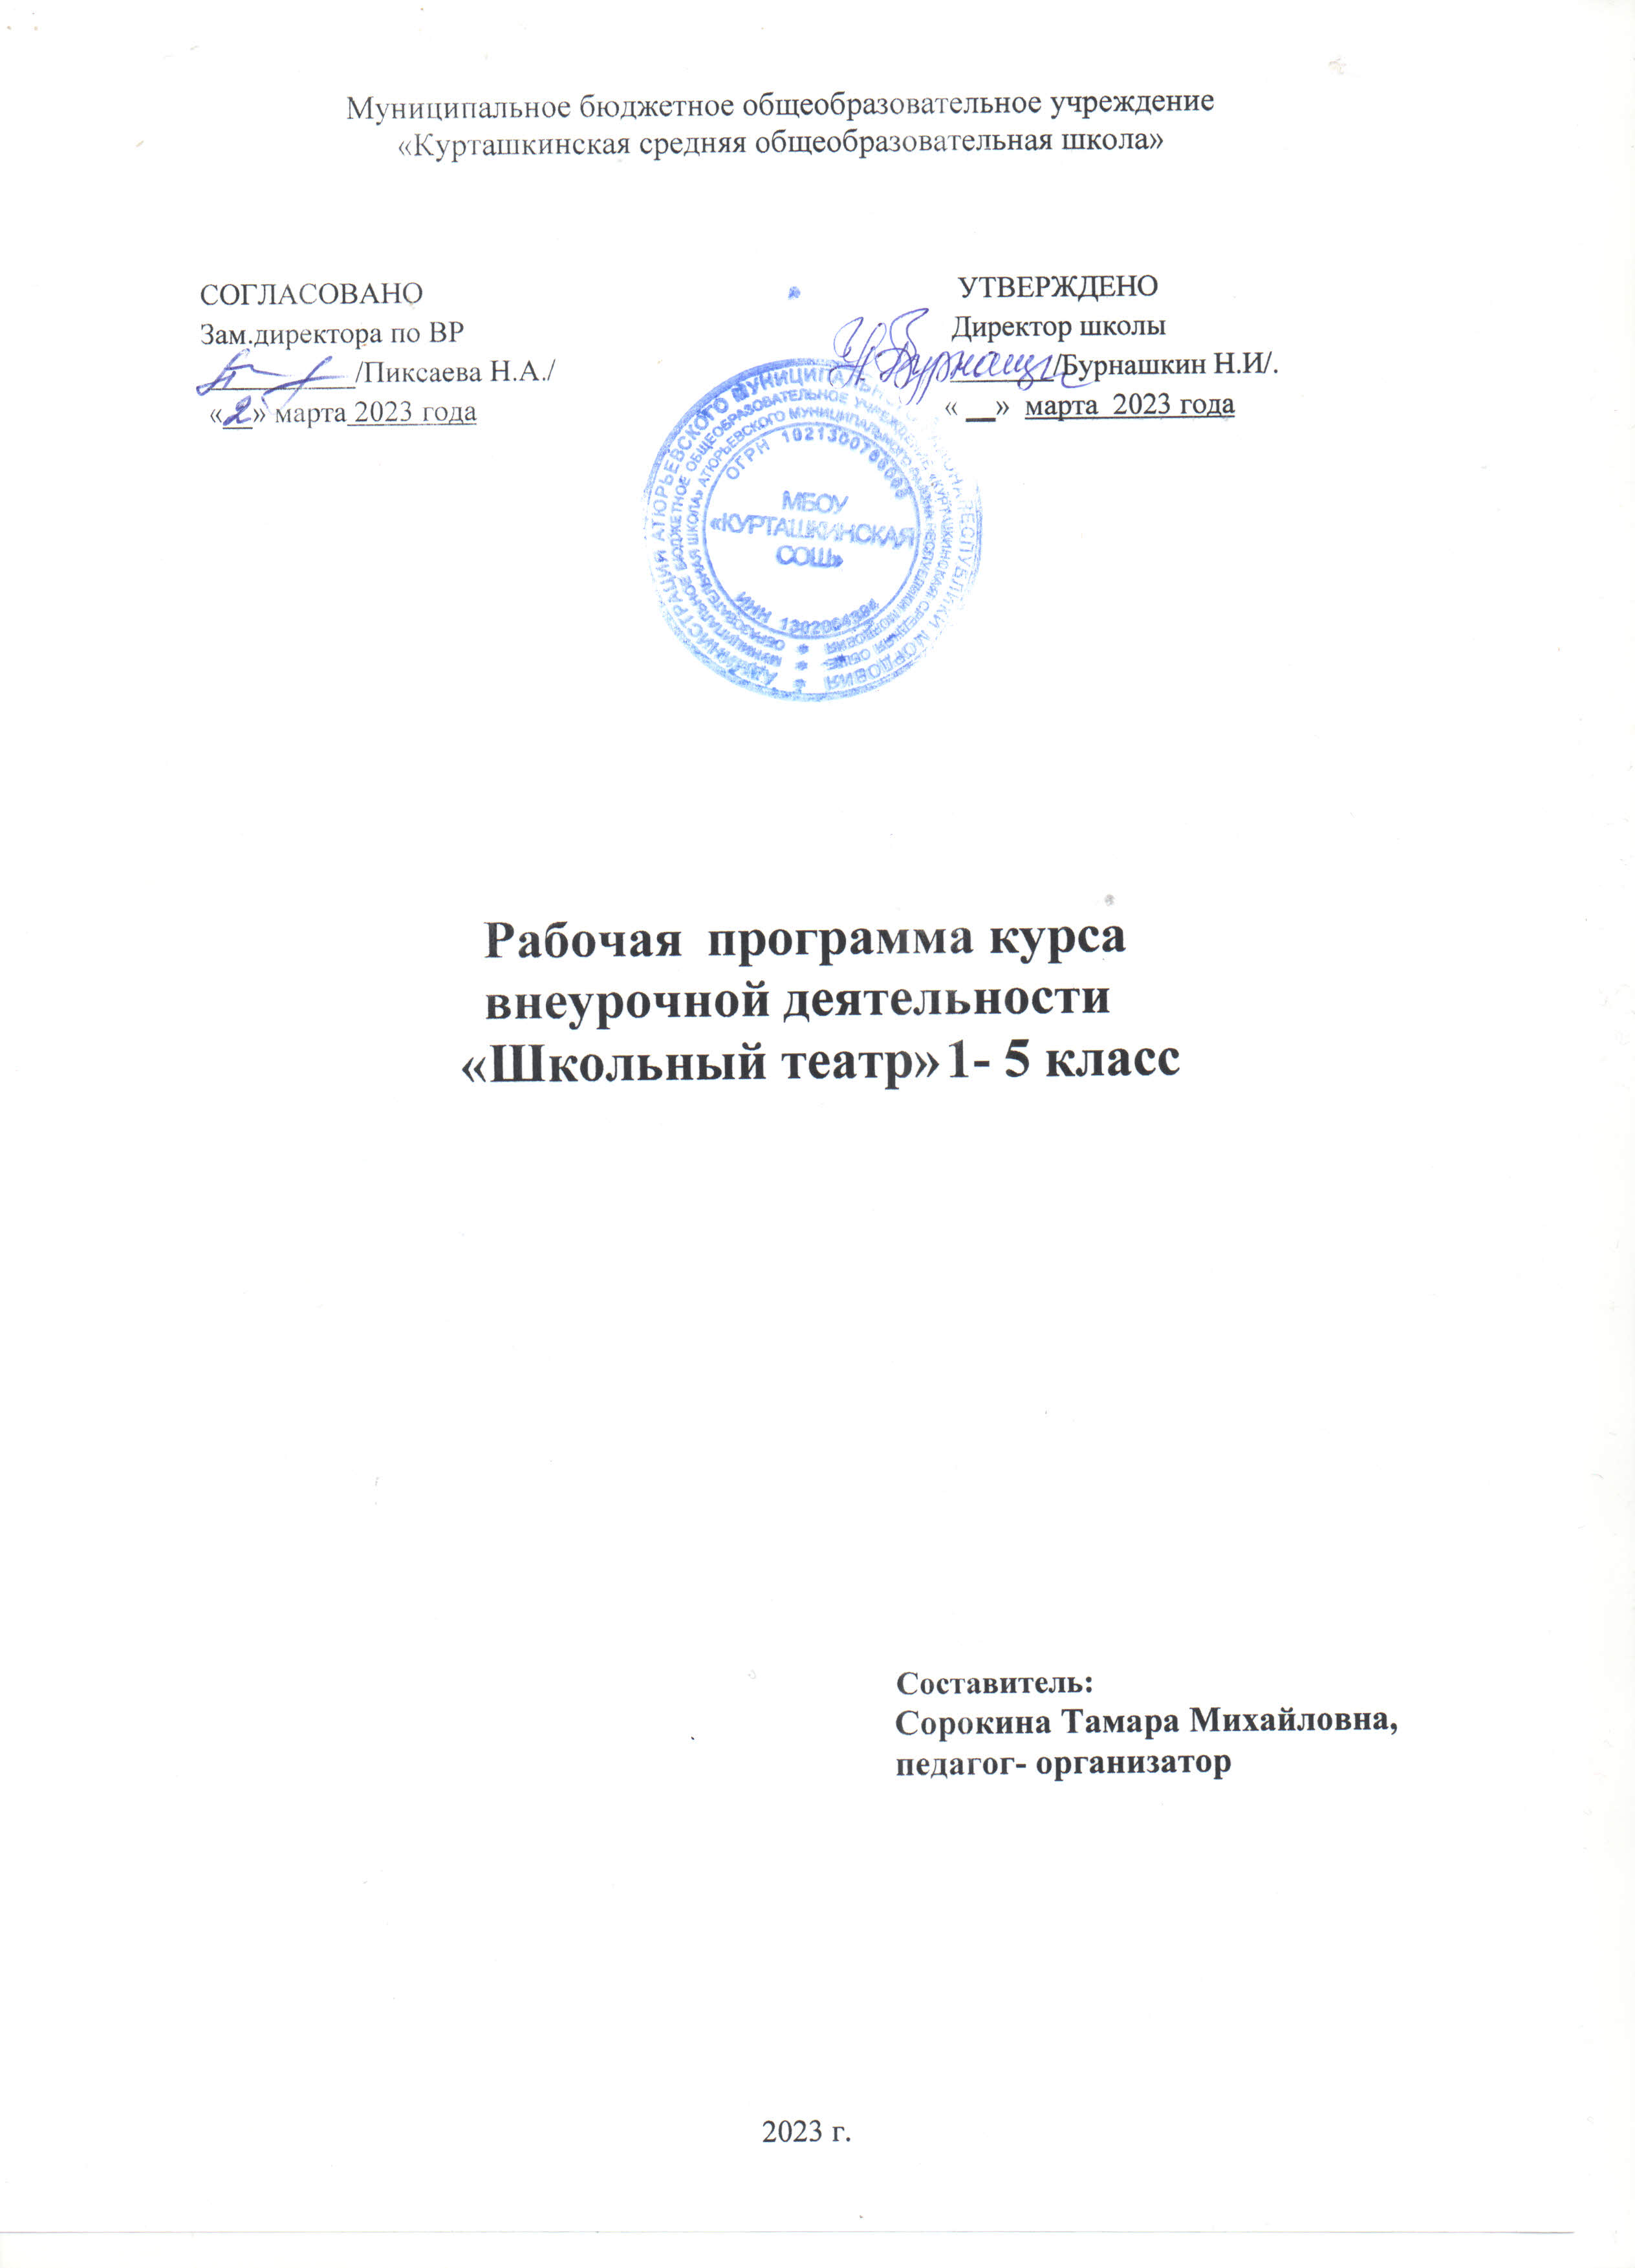 Муниципальное бюджетное общеобразовательное учреждение
«Курташкинская средняя общеобразовательная школа»
СОГЛАСОВАНО
Зам.директора по ВР
/Пиксаева Н.А./
«2» марта 2023 года
УТВЕРЖДЕНО
Директор школы
/Бурнашкин Н.И/.
« __» марта 2023 года
ОГРН
МБОУ
«КУРТАШКИНСКАЯ
СОШ»
ИНН
Рабочая программа курса
внеурочной деятельности
«Школьный театр» 1- 5 класс
Составитель:
Сорокина Тамара Михайловна,
педагог- организатор
2023 г.